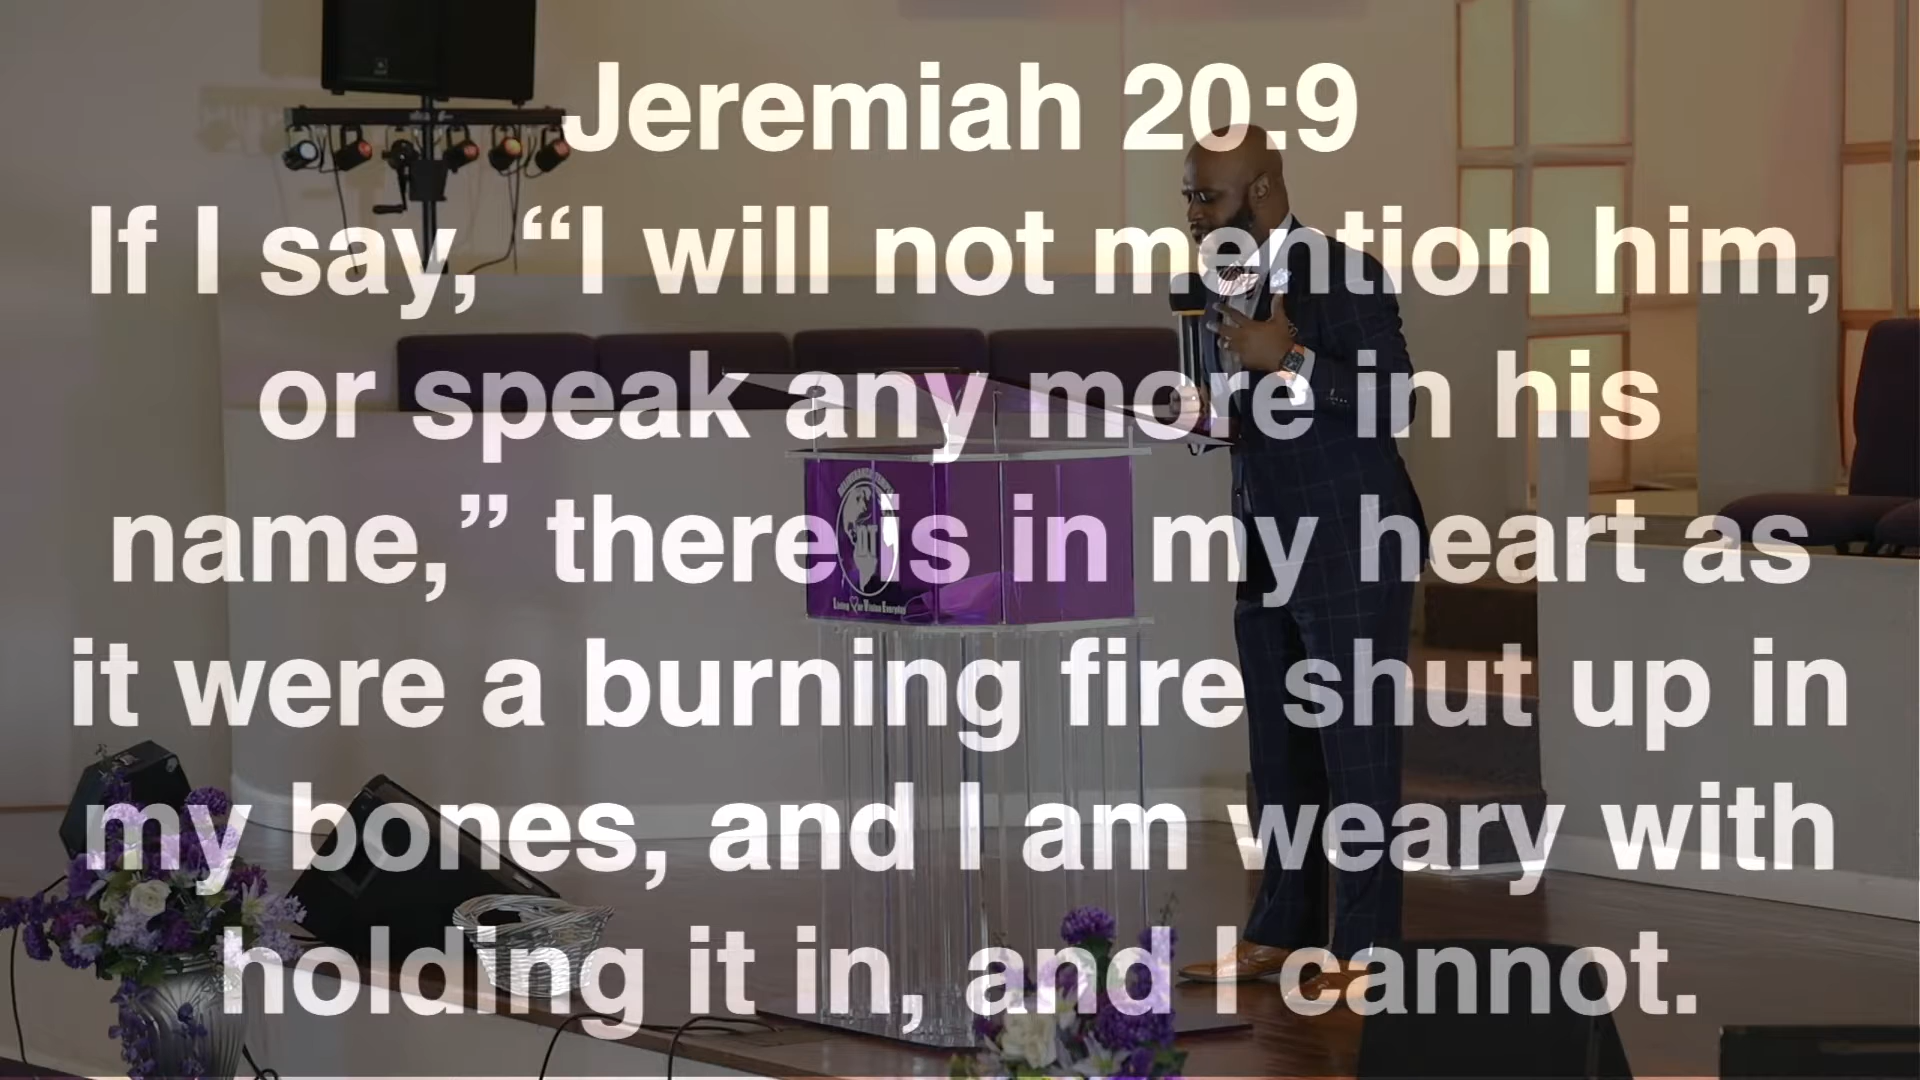 Jeremiah 20:9
If I say, “I will not mention him,
or speak any more in his
name,” there is in my heart as
it were a burning fire shut up in
my bones, and I am weary with
holding it in, and I cannot.
DT